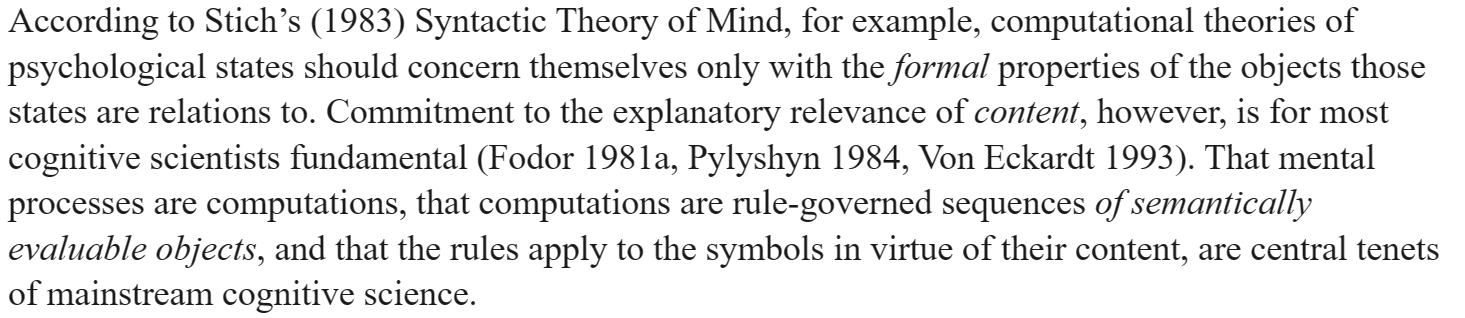 According to Stich’s (1983) Syntactic Theory of Mind, for example, computational theories of
psychological states should concern themselves only with the formal properties of the objects those
states are relations to. Commitment to the explanatory relevance of content, however, is for most
cognitive scientists fundamental (Fodor 1981a, Pylyshyn 1984, Von Eckardt 1993). That mental
processes are computations, that computations are rule-governed sequences of semantically
evaluable objects, and that the rules apply to the symbols in virtue of their content, are central tenets
of mainstream cognitive science.